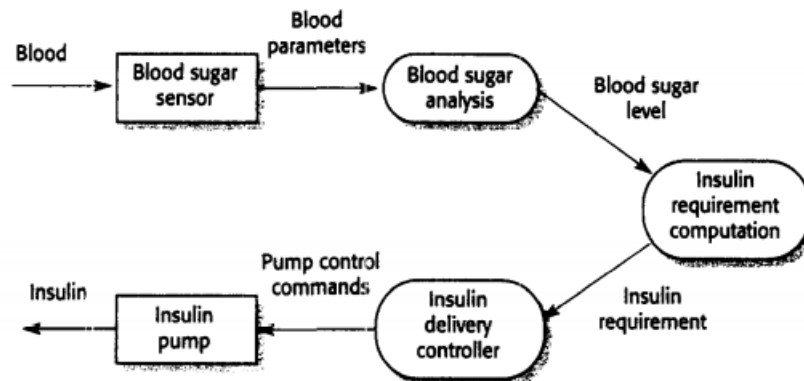 Blood
Blood sugar
sensor
Blood
parameters
Blood sugar
analysis
Blood sugar
level
Insulin
requirement
computation
Insulin
requirement
Insulin
delivery
controller
Pump control
commands
Insulin
pump
Insulin